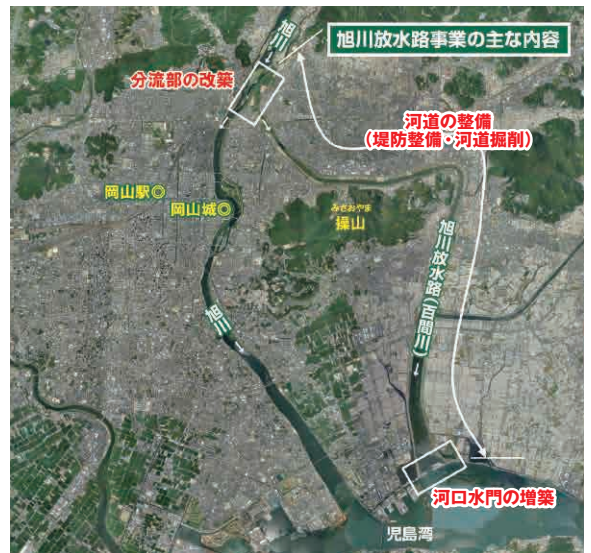 旭川
旭川放水路事業の主な内容
分流部の改築
河道の整備
(堤防整備・河道掘削)
岡山駅◎
岡山城◎
みさおやま
操山
旭川放水路(百間川)
旭川
河口水門の増築
児島湾